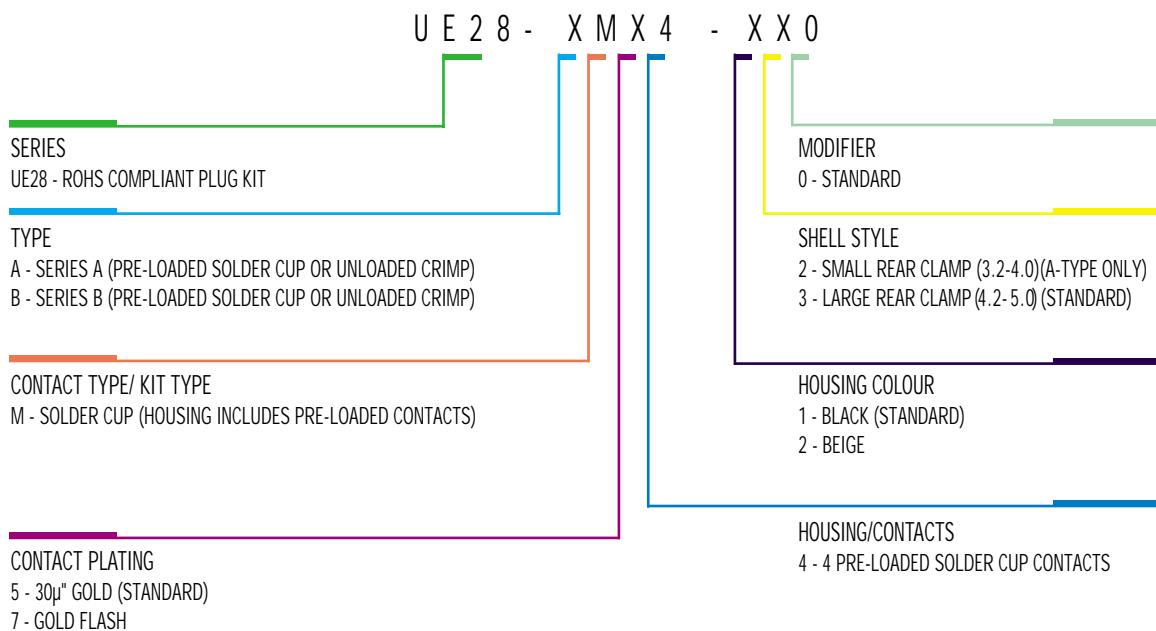 UE28- XMX4 - XX0
SERIES
UE28 - ROHS COMPLIANT PLUG KIT
TYPE
A - SERIES A (PRE-LOADED SOLDER CUP OR UNLOADED CRIMP)
B - SERIES B (PRE-LOADED SOLDER CUP OR UNLOADED CRIMP)
CONTACT TYPE/ KIT TYPE
M - SOLDER CUP (HOUSING INCLUDES PRE-LOADED CONTACTS)
CONTACT PLATING
5 - 30µ" GOLD (STANDARD)
7 - GOLD FLASH
MODIFIER
0 - STANDARD
SHELL STYLE
2 - SMALL REAR CLAMP (3.2-4.0)(A-TYPE ONLY)
3 - LARGE REAR CLAMP (4.2-5.0) (STANDARD)
HOUSING COLOUR
1 - BLACK (STANDARD)
2 - BEIGE
HOUSING/CONTACTS
4 - 4 PRE-LOADED SOLDER CUP CONTACTS